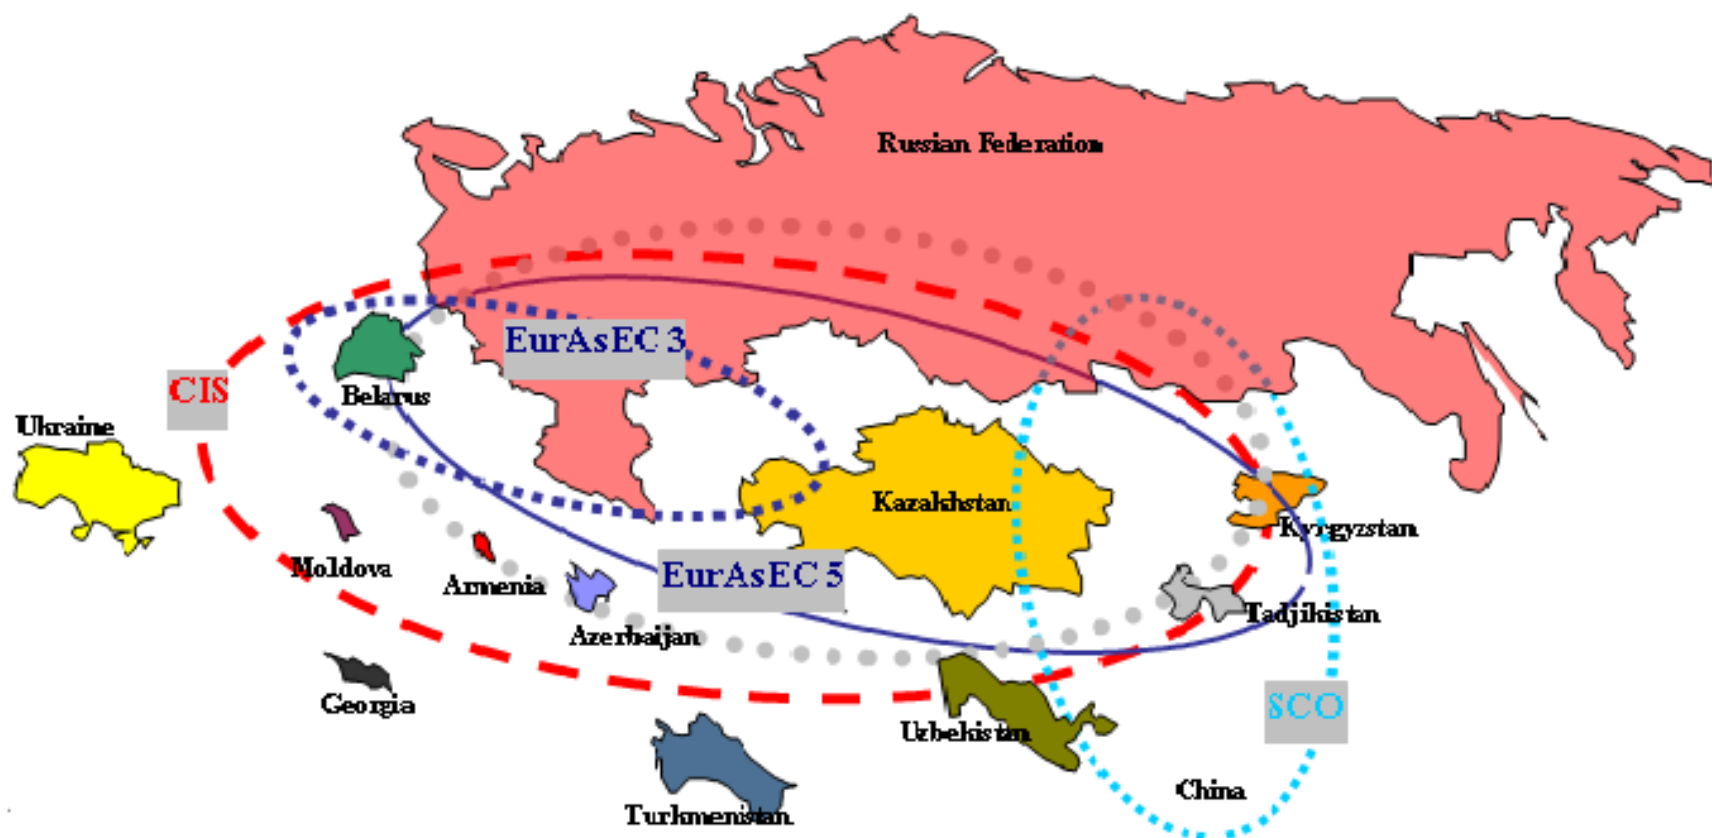 Russian Federation
EurAsEC 3
CIS
Belarus
Ukraine
Kazakhstan
Kyrgyzstan
Moldova
Armenia
EurAsEC 5
Azerbaijan
Tadjikistan
Georgia
SCO
Uzbekistan
China
Turkmenistan